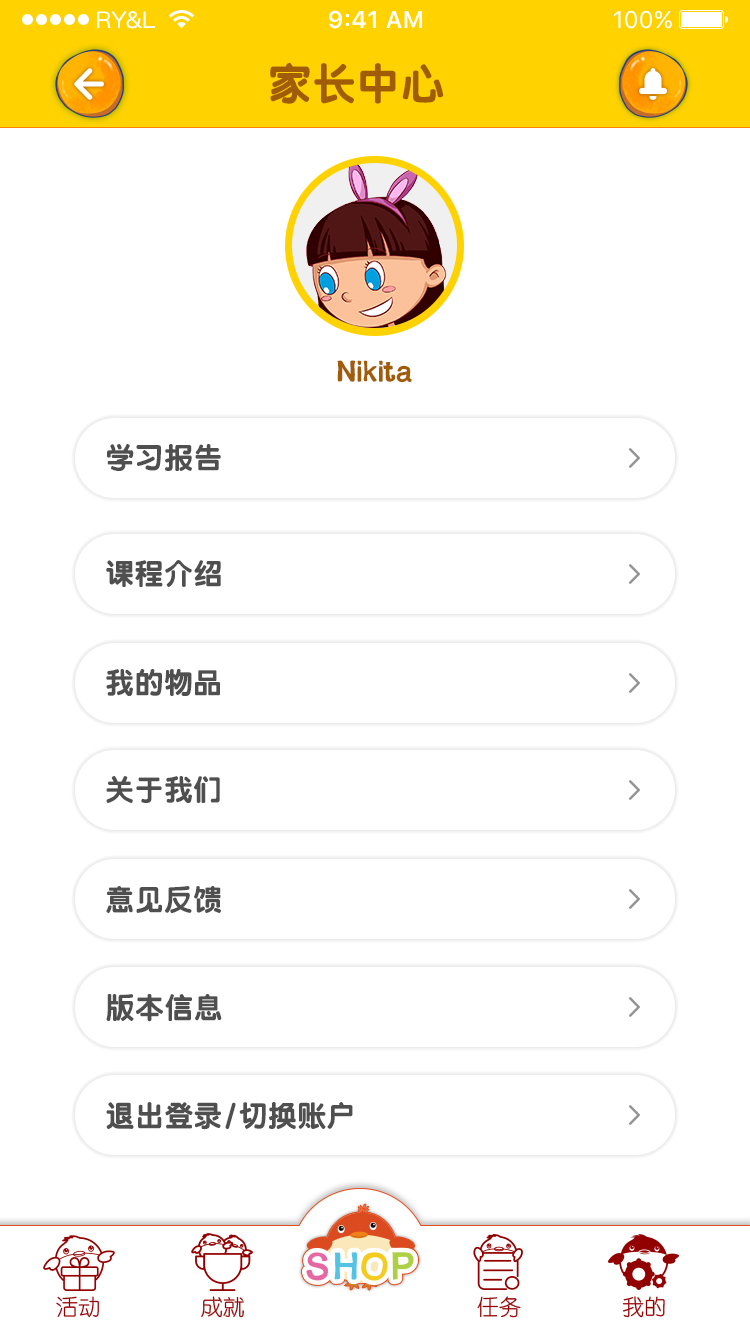 RY&L 9:41 AM 100%
家长中心
Nikita
学习报告
课程介绍
我的物品
关于我们
意见反馈
版本信息
退出登录/切换账户
SHOP
活动 成就 任务 我的